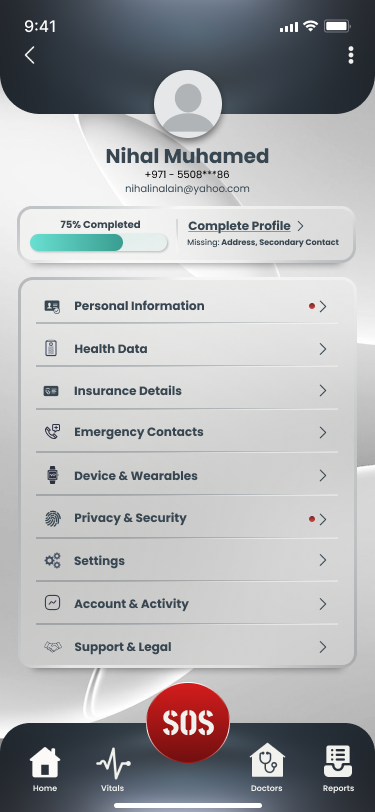 9:41
Nihal Muhamed
+971 - 5508***86
nihalinalain@yahoo.com
75% Completed
Complete Profile
Missing: Address, Secondary Contact
Personal Information
Health Data
Insurance Details
Emergency Contacts
Device & Wearables
Privacy & Security
Settings
Account & Activity
Support & Legal
SOS
Home
Vitals
Doctors
Reports